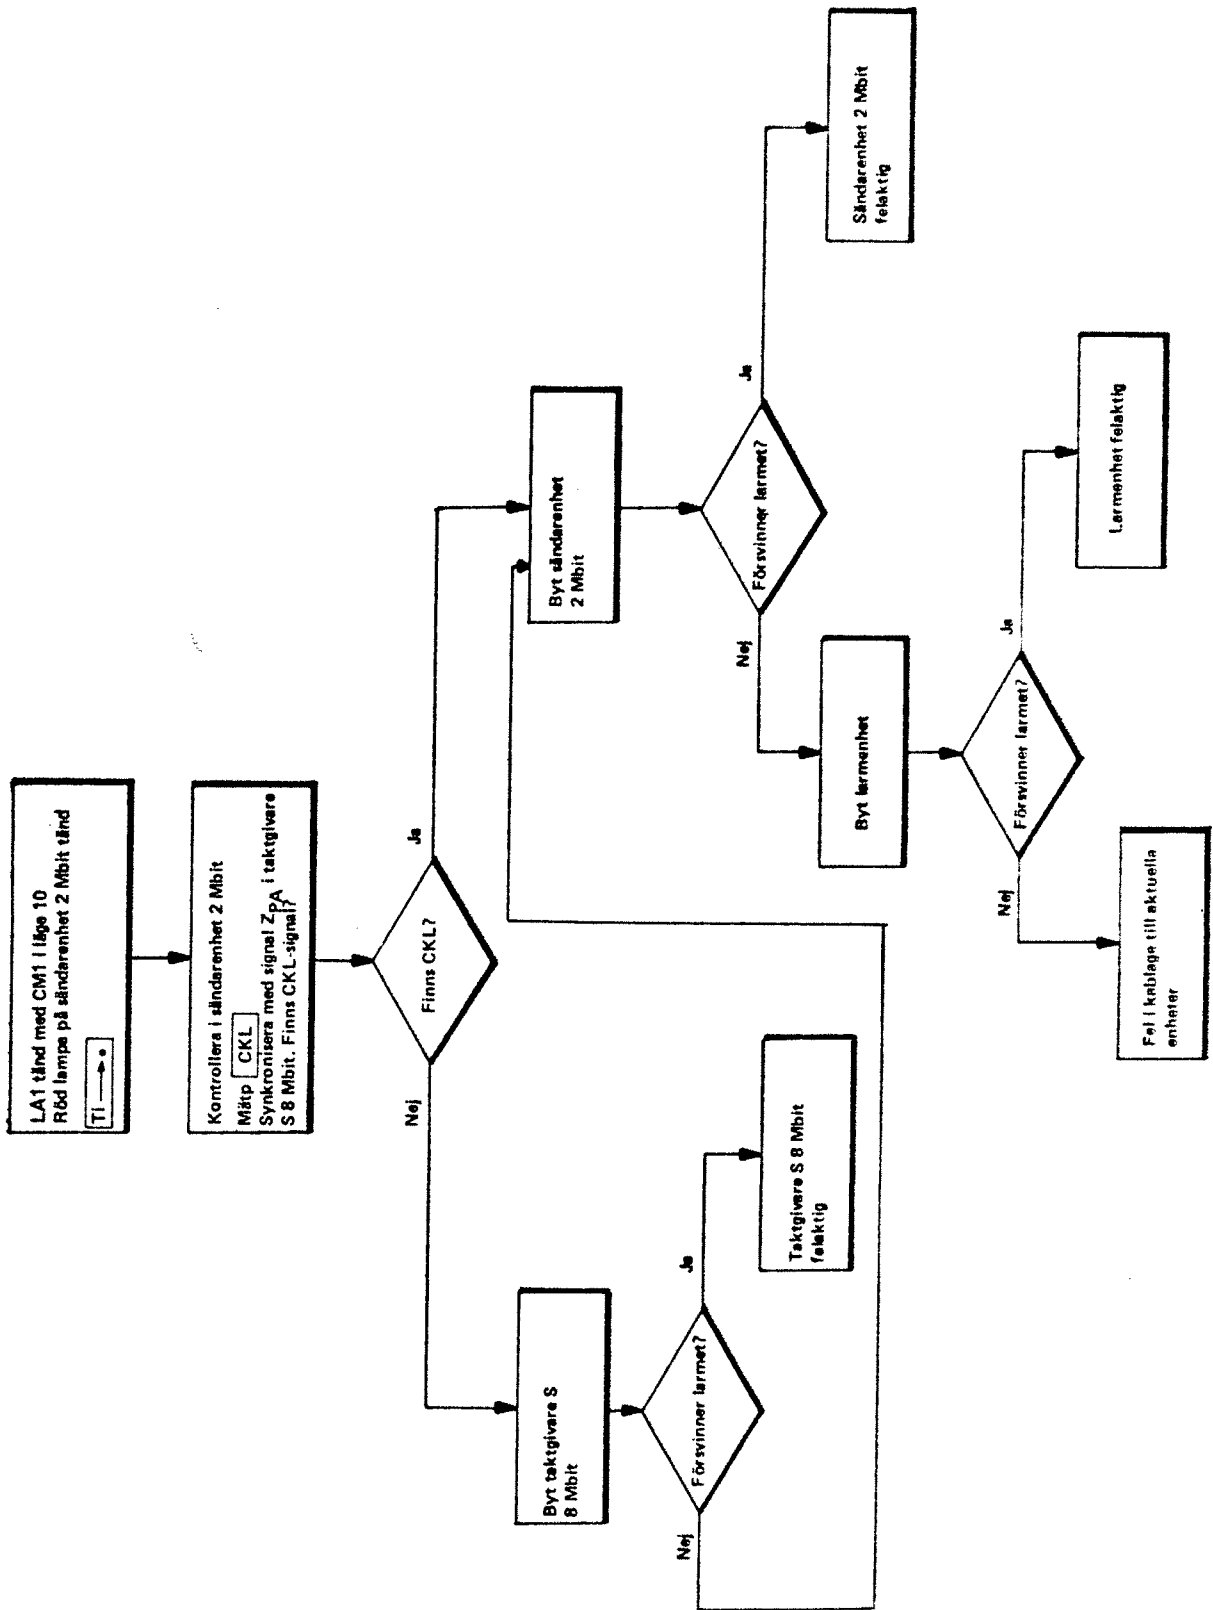 LA1 tänd med CM1 i läge 10
Röd lampa på sändarenhet 2 Mbit tänd
Ti
Kontrollera i sändarenhet 2 Mbit
Mätp CKL
Synkronisera med signal ZPA i taktgivare
S 8 Mbit. Finns CKL-signal?
Finns CKL?
Nej
Ja
Byt taktgivare S
8 Mbit
Försvinner larmet?
Nej
Ja
Taktgivare S 8 Mbit
felaktig
Byt sändarenhet
2 Mbit
Försvinner larmet?
Nej
Ja
Sändarenhet 2 Mbit
felaktig
Byt larmenhet
Försvinner larmet?
Nej
Ja
Fel i kablage till aktuella
enheter
Larmenhet felaktig